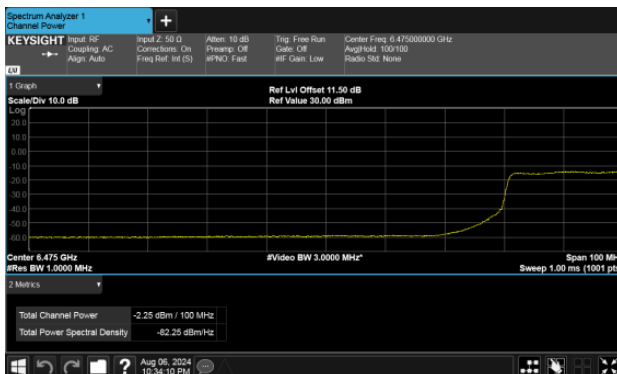 Spectrum Analyzer 1
Channel Power
KEYSIGHT Input: RF Input Z: 50 Ω Atten: 10 dB Trig: Free Run Center Freq: 6.475000000 GHz
Coupling: AC Corrections: On Preamp: Off Gate: Off Avg|Hold: 100/100
Align: Auto Freq Ref: Int (S) #PNO: Fast #IF Gain: Low Radio Std: None
LXI
1 Graph Ref Lvl Offset 11.50 dB
Scale/Div 10.0 dB Ref Value 30.00 dBm
Log
20.0
10.0
0.00
-10.0
-20.0
-30.0
-40.0
-50.0
-60.0
Center 6.475 GHz #Video BW 3.0000 MHz* Span 100 MH
#Res BW 1.0000 MHz Sweep 1.00 ms (1001 pts
2 Metrics
Total Channel Power -2.25 dBm / 100 MHz
Total Power Spectral Density -82.25 dBm/Hz
? Aug 06, 2024
10:34:10 PM